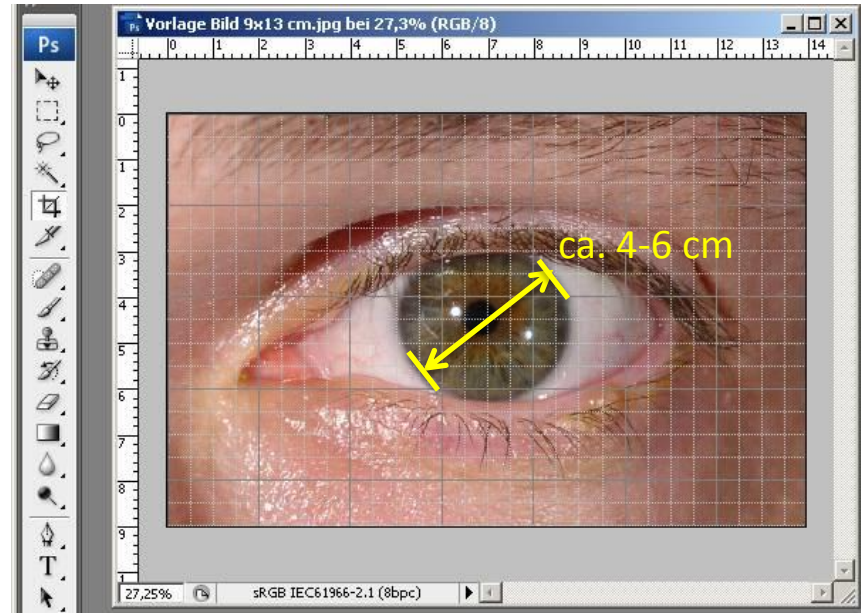 Vorlage Bild 9x13 cm.jpg bei 27,3% (RGB/8)
Ps
0 1 2 3 4 5 6 7 8 9 10 11 12 13 14
1
0
1
2
3
4
5
6
7
8
9
ca. 4-6 cm
T
27,25% sRGB IEC61966-2.1 (8bpc)